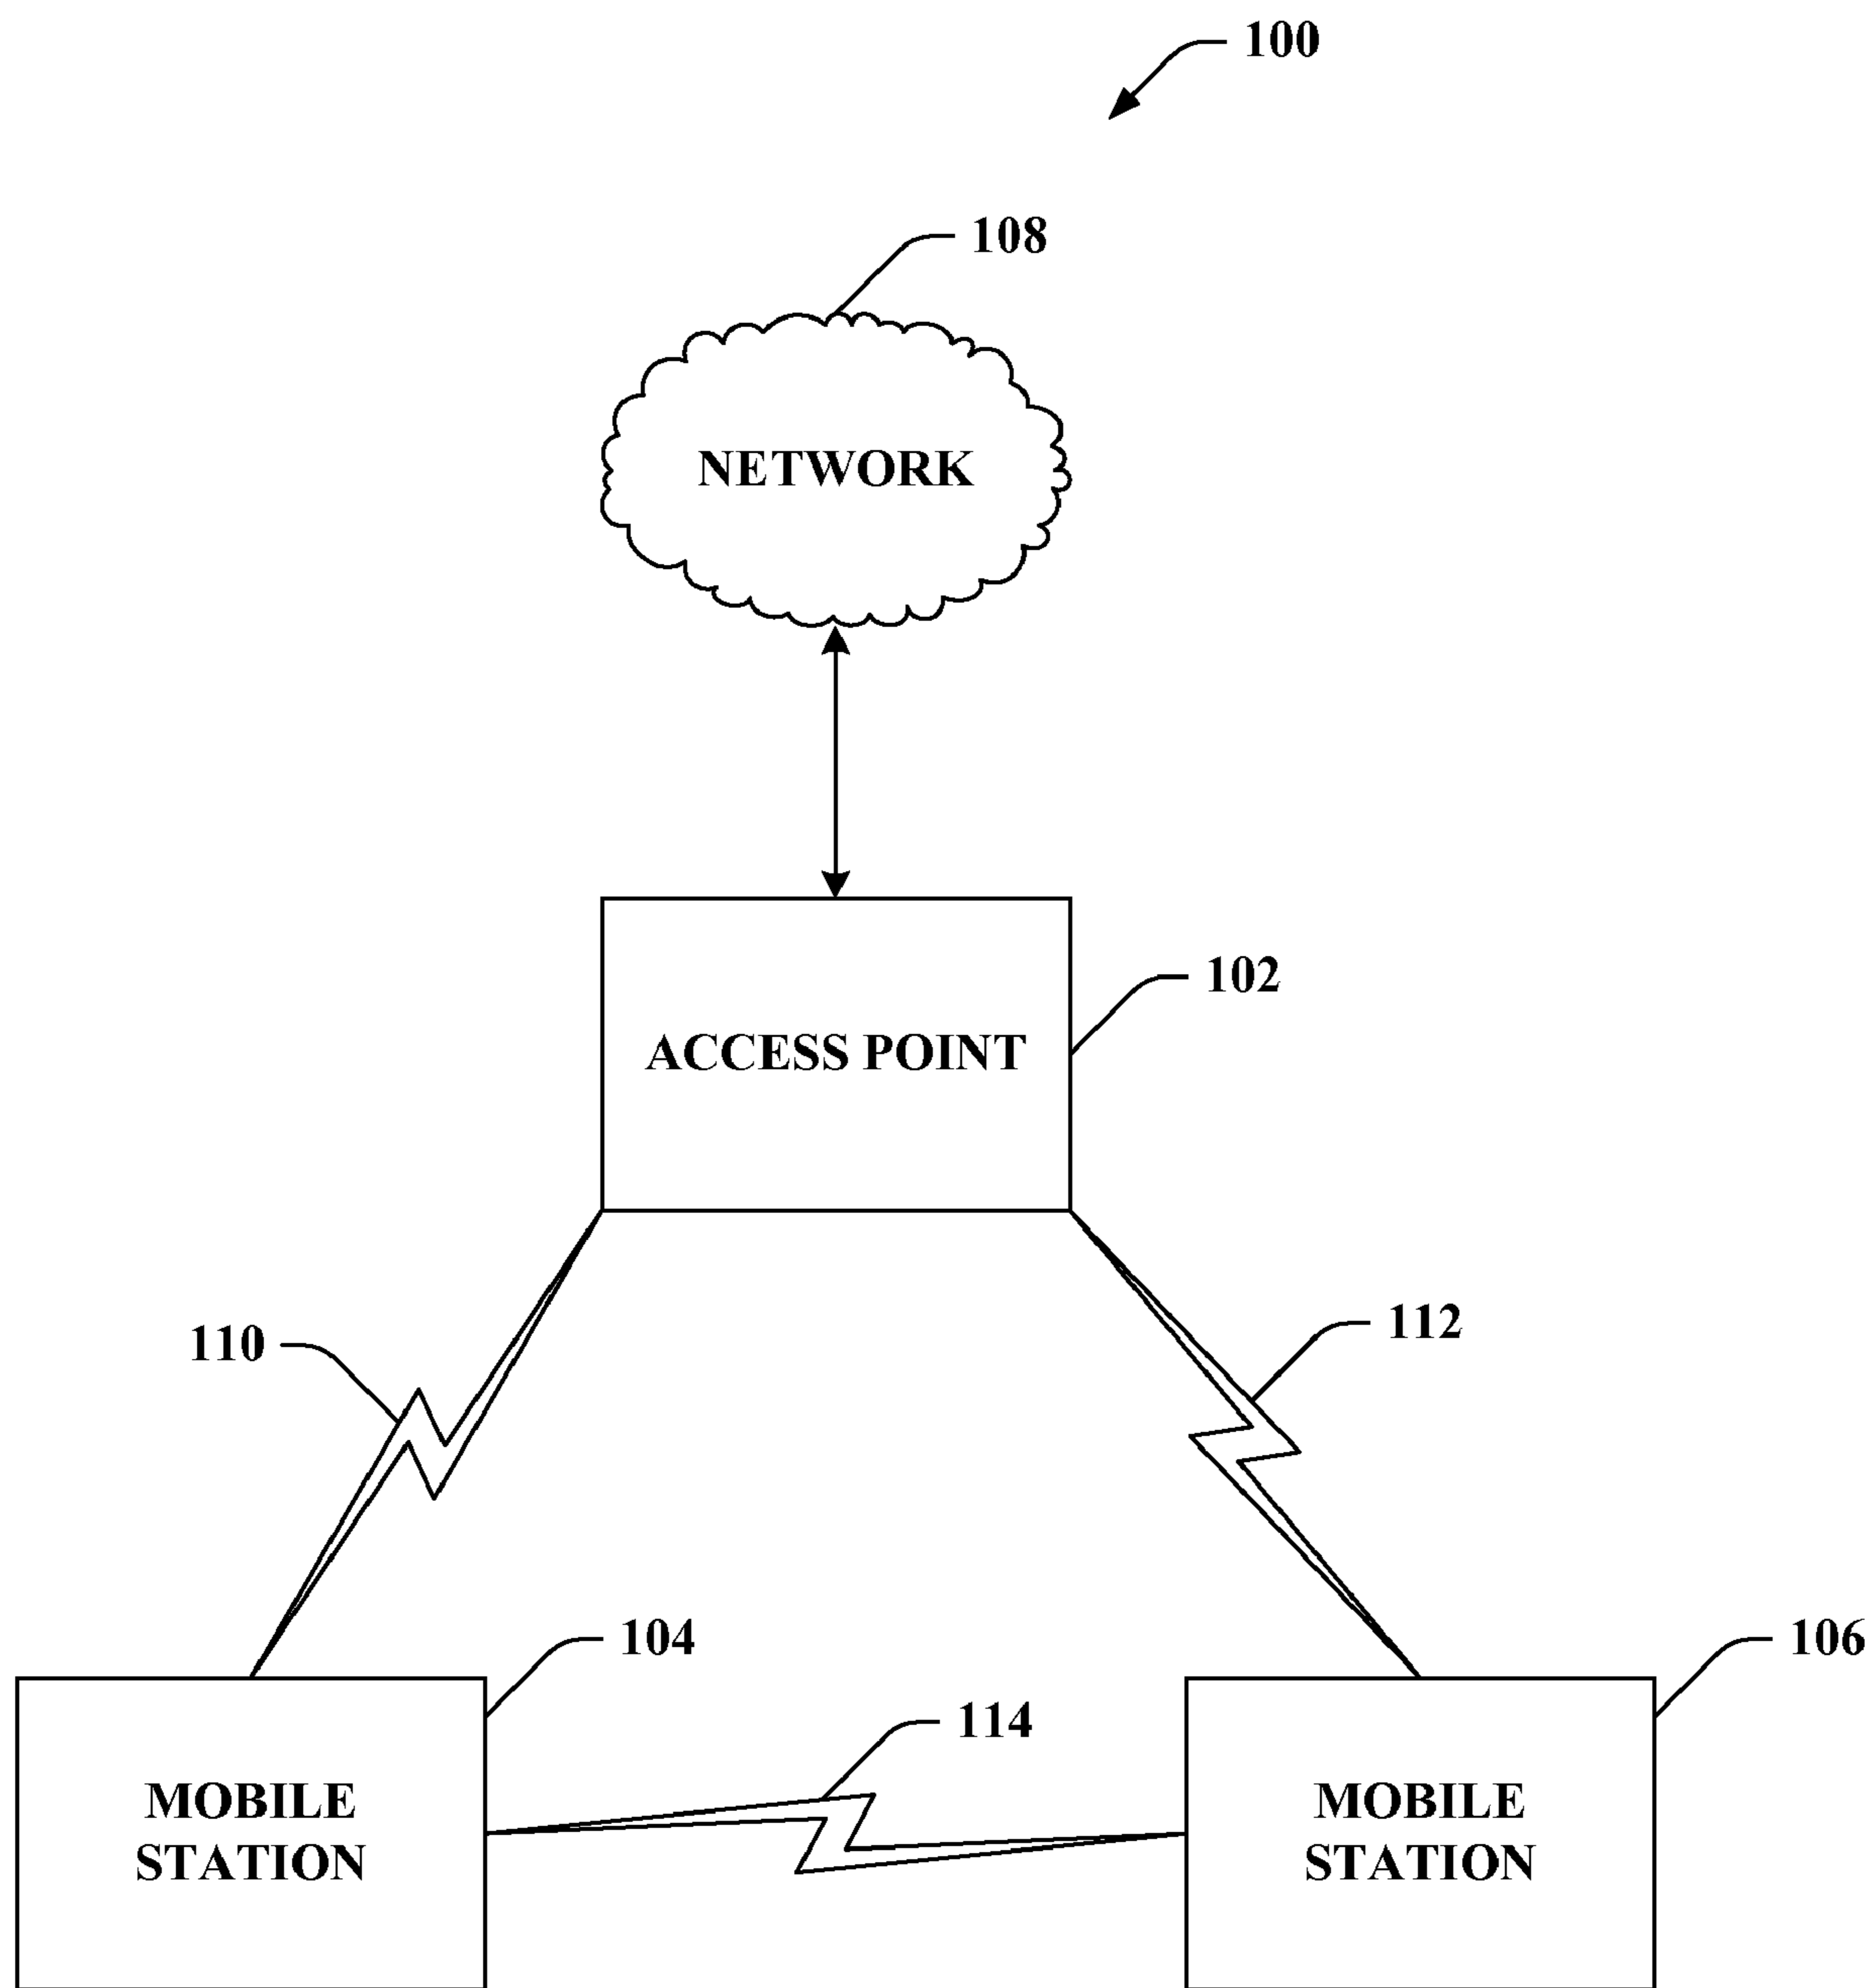 100
108
NETWORK
102
ACCESS POINT
110
112
104
106
114
MOBILE
STATION
MOBILE
STATION